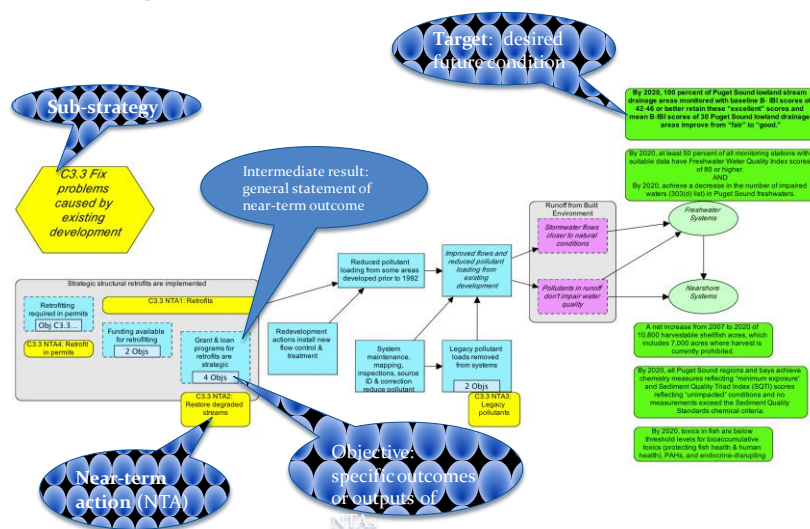 Target: desired
future condition
Sub-strategy
C3.3 Fix
problems
caused by
existing
development
Intermediate result:
general statement of
near-term outcome
By 2020, 100 percent of Puget Sound lowland stream
drainage areas monitored with baseline B- IBI scores of
42-46 or better retain these “excellent” scores and
mean B-IBI scores of 30 Puget Sound lowland drainage
areas improve from “fair” to “good.”
By 2020, at least 50 percent of all monitoring stations with
suitable data have Freshwater Water Quality Index scores
of 80 or higher.
AND
By 2020, achieve a decrease in the number of impaired
waters (303(d) list) in Puget Sound freshwaters.
Runoff from Built
Environment
Stormwater flows
closer to natural
conditions
Pollutants in runoff
don't impair water
quality
Freshwater
Systems
Nearshore
Systems
Reduced pollutant
loading from some areas
developed prior to 1992
Improved flows and
reduced pollutant
loading from
existing
development
Strategic structural retrofits are implemented
C3.3 NTA1: Retrofits
Retrofitting
required in permits
Obj C3.3...
C3.3 NTA4: Retrofit
in permits
Funding available
for retrofitting
2 Objs
Grant & loan
programs for
retrofits are
strategic
4 Objs
C3.3 NTA2:
Restore degraded
streams
Redevelopment
actions install new
flow control &
treatment
System
maintenance,
mapping,
inspections, source
ID & correction
reduce pollutant
Legacy pollutant
loads removed from
systems
2 Objs
C3.3 NTA3:
Legacy
pollutants
A net increase from 2007 to 2020 of
10,800 harvestable shellfish acres, which
includes 7,000 acres where harvest is
currently prohibited.
By 2020, all Puget Sound regions and bays achieve
chemistry measures reflecting “minimum exposure”
and Sediment Quality Triad Index (SQTI) scores
reflecting “unimpaded” conditions and no
measurements exceed the Sediment Quality
Standards chemical criteria.
By 2020, toxics in fish are below
threshold levels for bioaccumulative
toxics (protecting fish health & human
health), PAHs, and endocrine-disrupting
Near-term
action (NTA)
Objective:
specific outcomes
or outputs of
NTAs